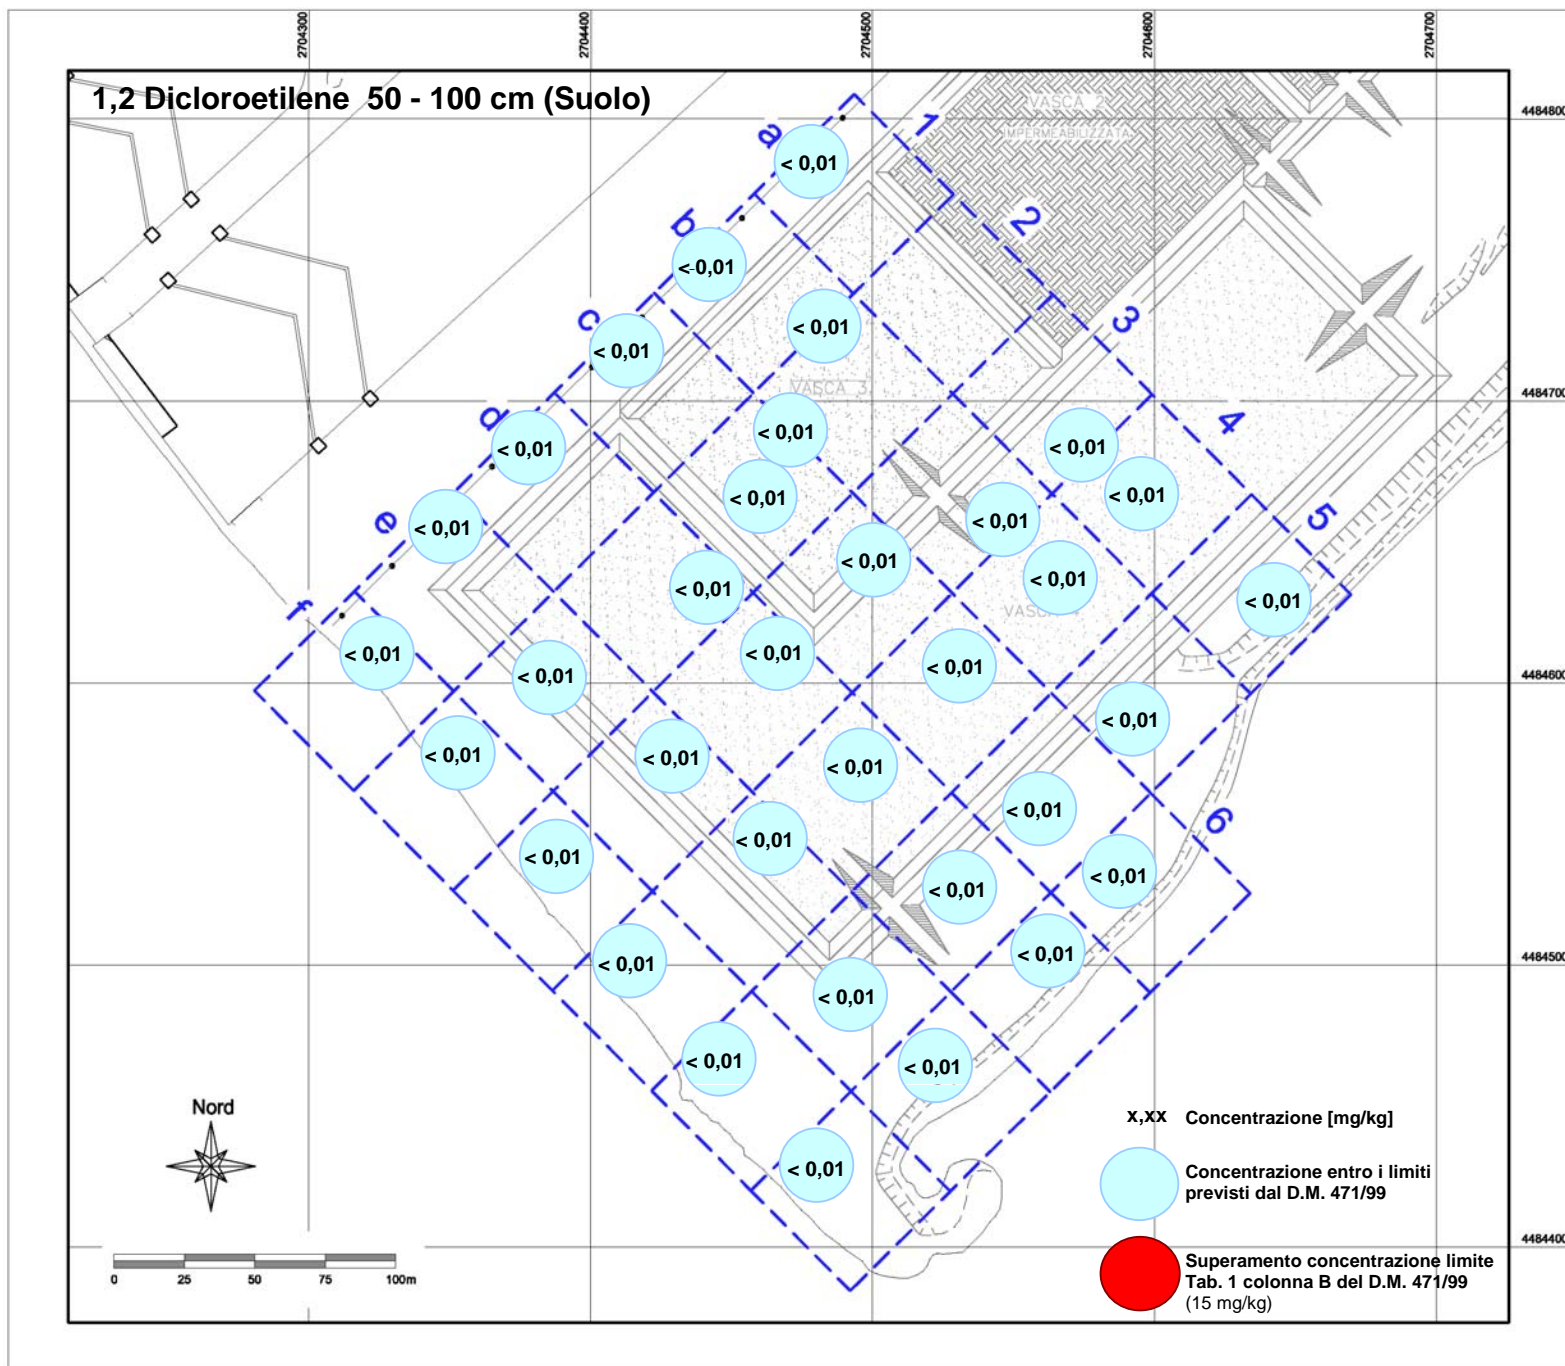 2704300
2704400
2704500
2704600
2704700
1,2 Dicloroetilene 50 - 100 cm (Suolo)
VASCA 2
IMPERMEABILIZZATA
4484800
a
1
< 0,01
b
2
< 0,01
c
3
< 0,01
< 0,01
VASCA 3
4484700
d
4
< 0,01
< 0,01
< 0,01
e
< 0,01
< 0,01
< 0,01
< 0,01
5
< 0,01
< 0,01
< 0,01
f
< 0,01
VASCA
< 0,01
< 0,01
< 0,01
< 0,01
< 0,01
4484600
< 0,01
< 0,01
< 0,01
< 0,01
6
< 0,01
< 0,01
< 0,01
< 0,01
< 0,01
< 0,01
< 0,01
< 0,01
4484500
< 0,01
< 0,01
< 0,01
Nord
x,xx Concentrazione [mg/kg]
< 0,01
Concentrazione entro i limiti
previsti dal D.M. 471/99
4484400
Superamento concentrazione limite
Tab. 1 colonna B del D.M. 471/99
(15 mg/kg)
0 25 50 75 100m